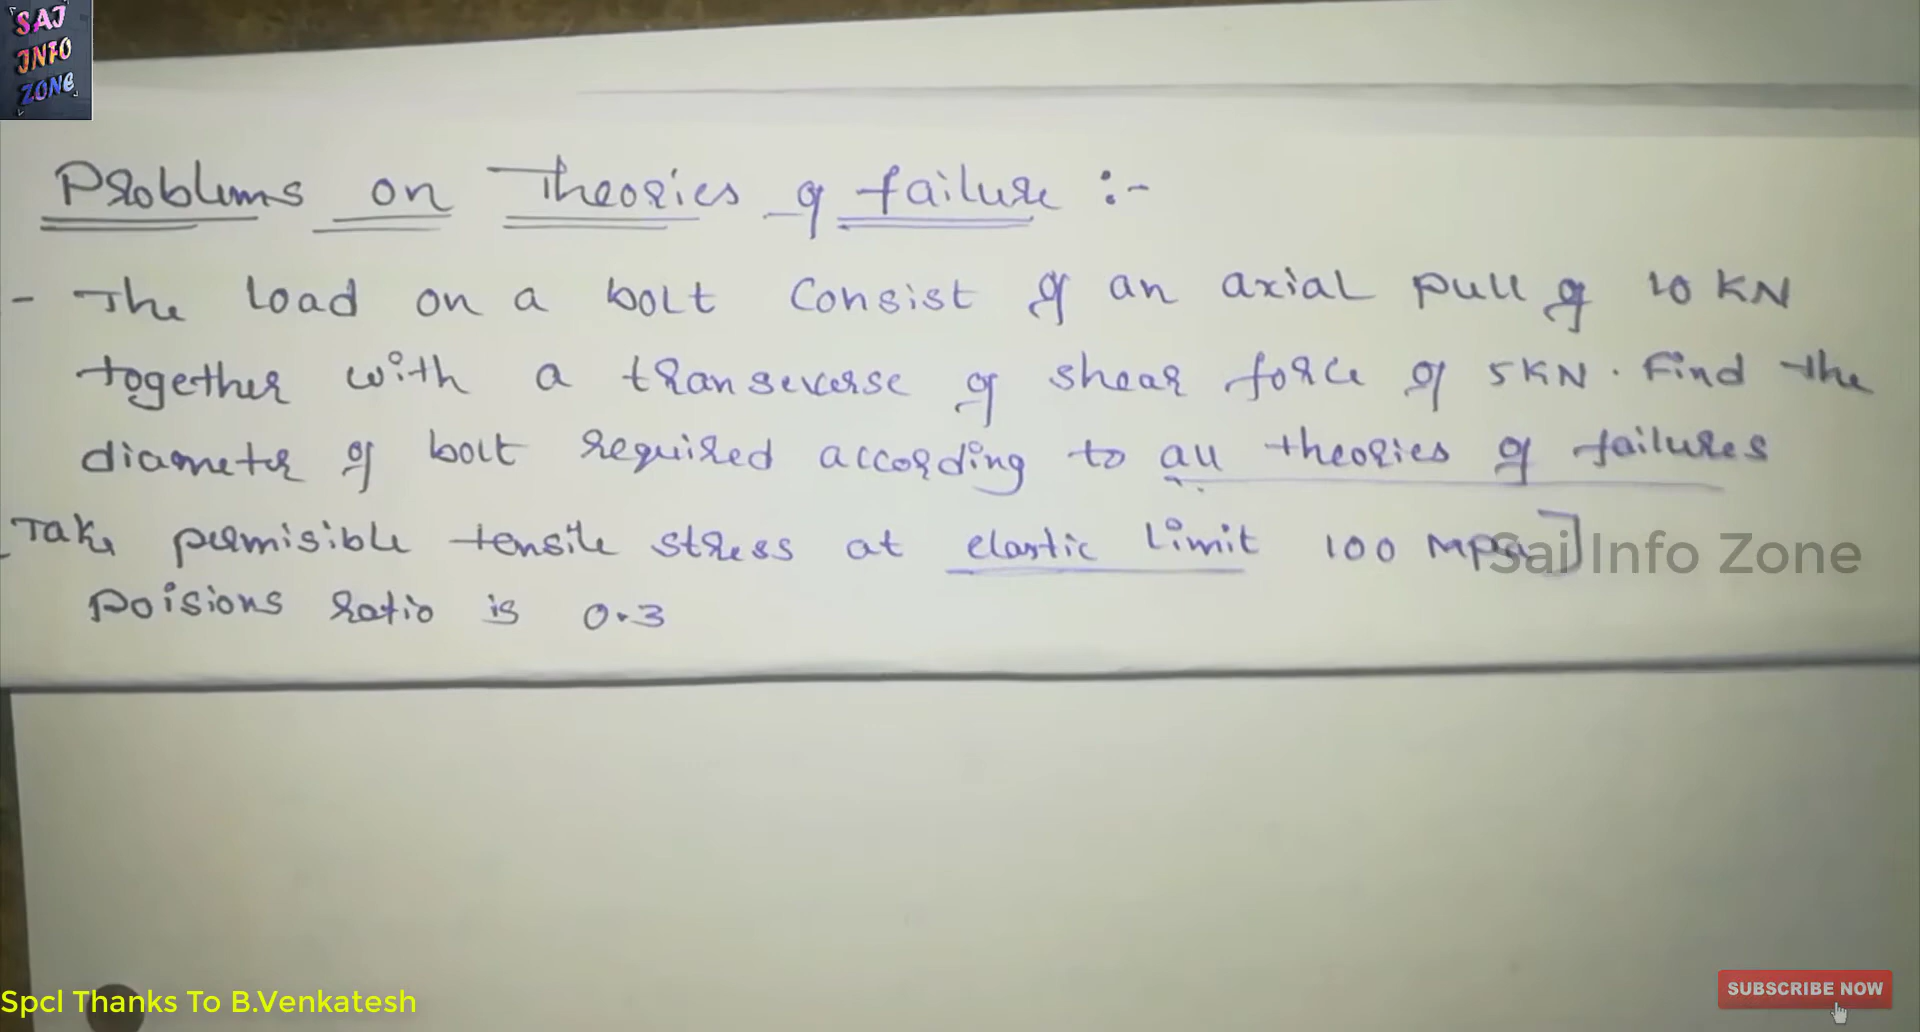 SAJ
INFO
ZONE
Problems on Theories of failure :-
- The load on a bolt Consist of an axial pull of 10 KN
together with a transeverse of shear force of 5KN. Find the
diameter of bolt required according to all theories of failures
Take permisible tensile stress at elastic limit 100 MPa]
Sai Info Zone
poisions ratio is 0.3
Spcl Thanks To B.Venkatesh
SUBSCRIBE NOW